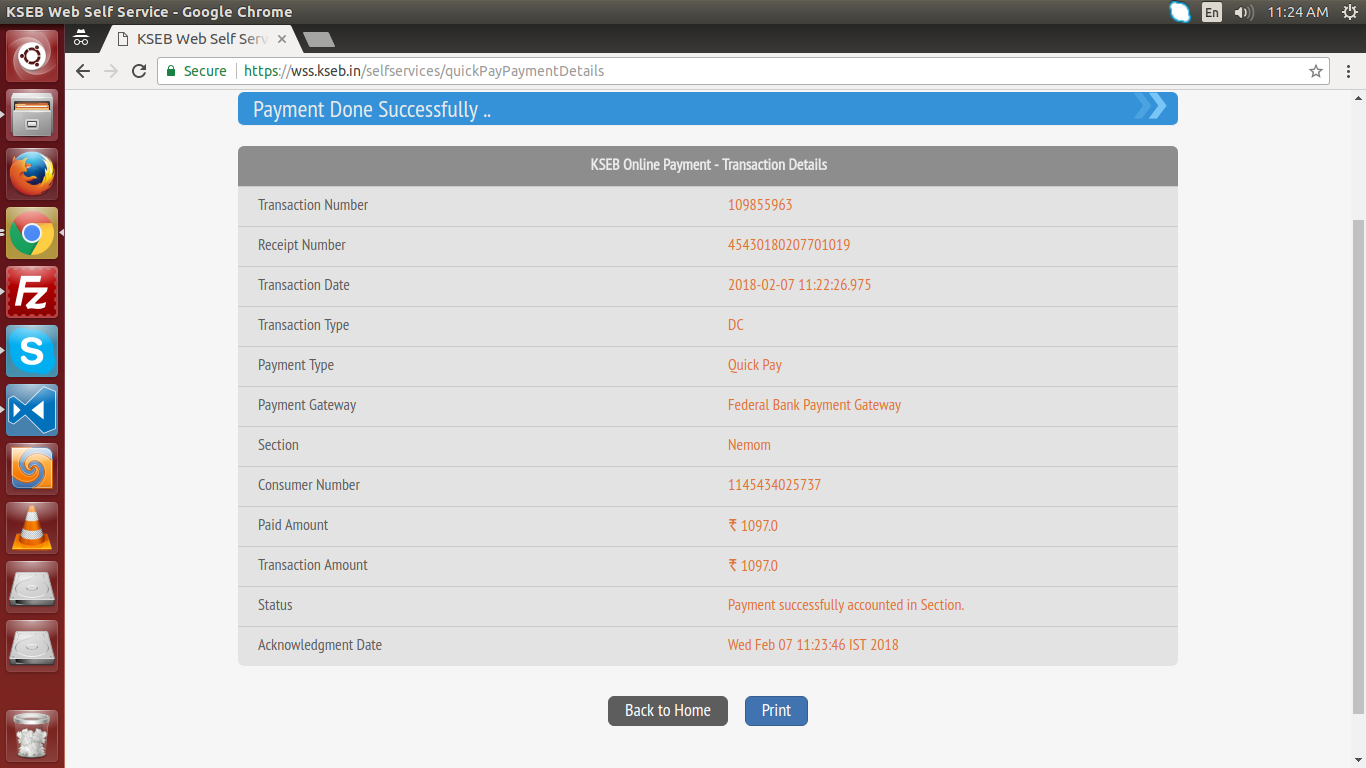 KSEB Web Self Service - Google Chrome
En
11:24 AM
KSEB Web Self Serv
Secure
https://wss.kseb.in/selfservices/quickPayPaymentDetails
Payment Done Successfully ..
KSEB Online Payment - Transaction Details
Transaction Number 109855963
Receipt Number 45430180207701019
Transaction Date 2018-02-07 11:22:26.975
Transaction Type DC
Payment Type Quick Pay
Payment Gateway Federal Bank Payment Gateway
Section Nemom
Consumer Number 1145434025737
Paid Amount ₹ 1097.0
Transaction Amount ₹ 1097.0
Status Payment successfully accounted in Section.
Acknowledgment Date Wed Feb 07 11:23:46 IST 2018
Back to Home Print